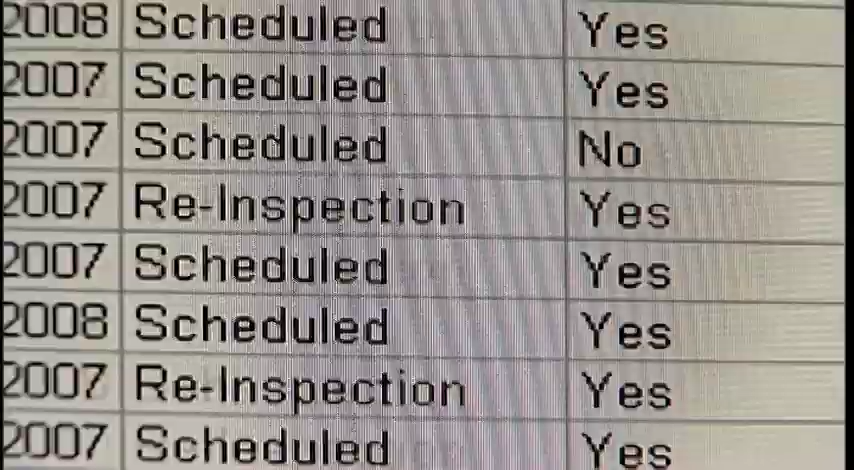 2008 Scheduled Yes
2007 Scheduled Yes
2007 Scheduled No
2007 Re-Inspection Yes
2007 Scheduled Yes
2008 Scheduled Yes
2007 Re-Inspection Yes
2007 Scheduled Yes